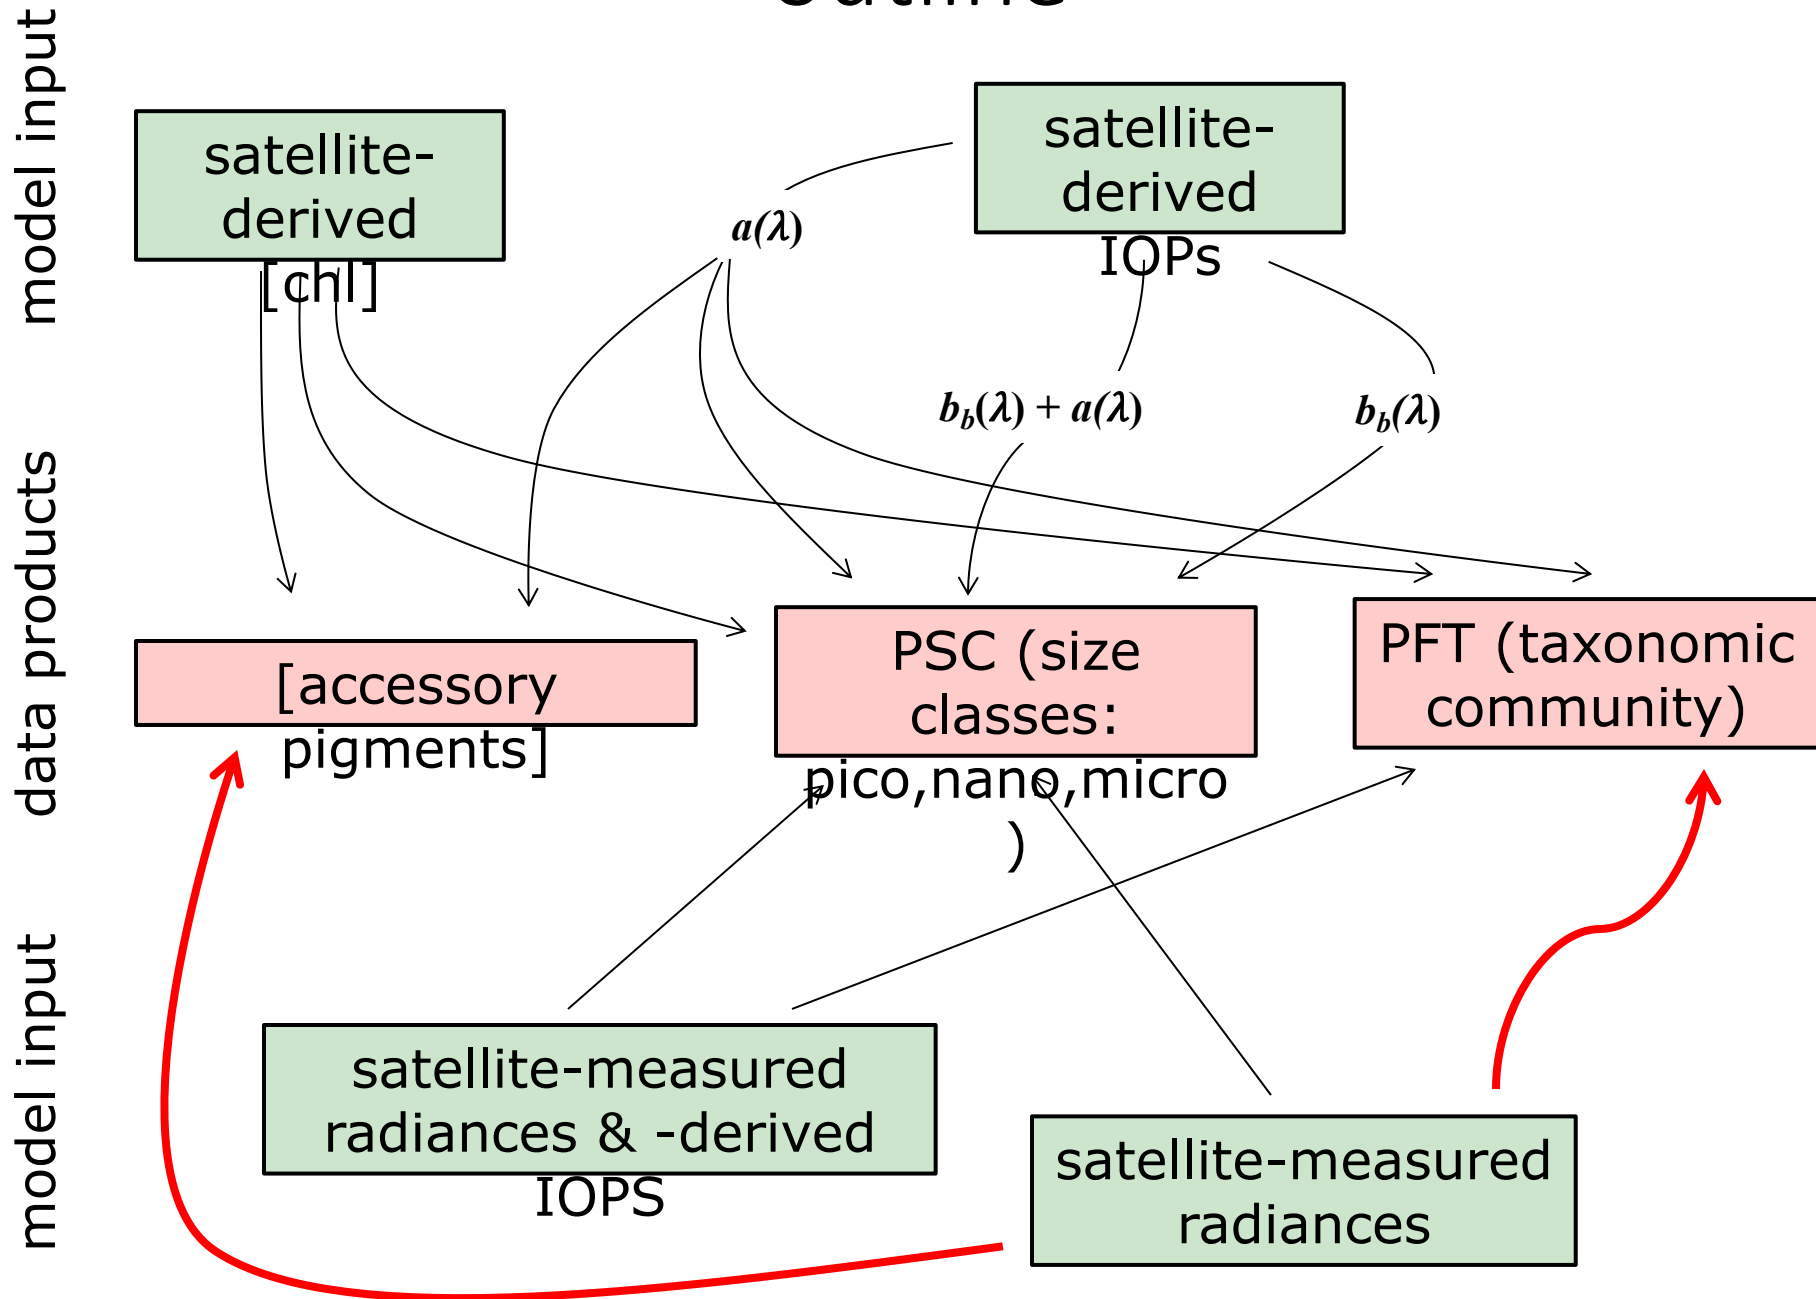 outline
model input
satellite-
derived
[chl]
satellite-
derived
IOPs
a(λ)
b_b(λ) + a(λ)
b_b(λ)
data products
[accessory
pigments]
PSC (size
classes:
pico,nano,micro
)
PFT (taxonomic
community)
model input
satellite-measured
radiances & -derived
IOPS
satellite-measured
radiances